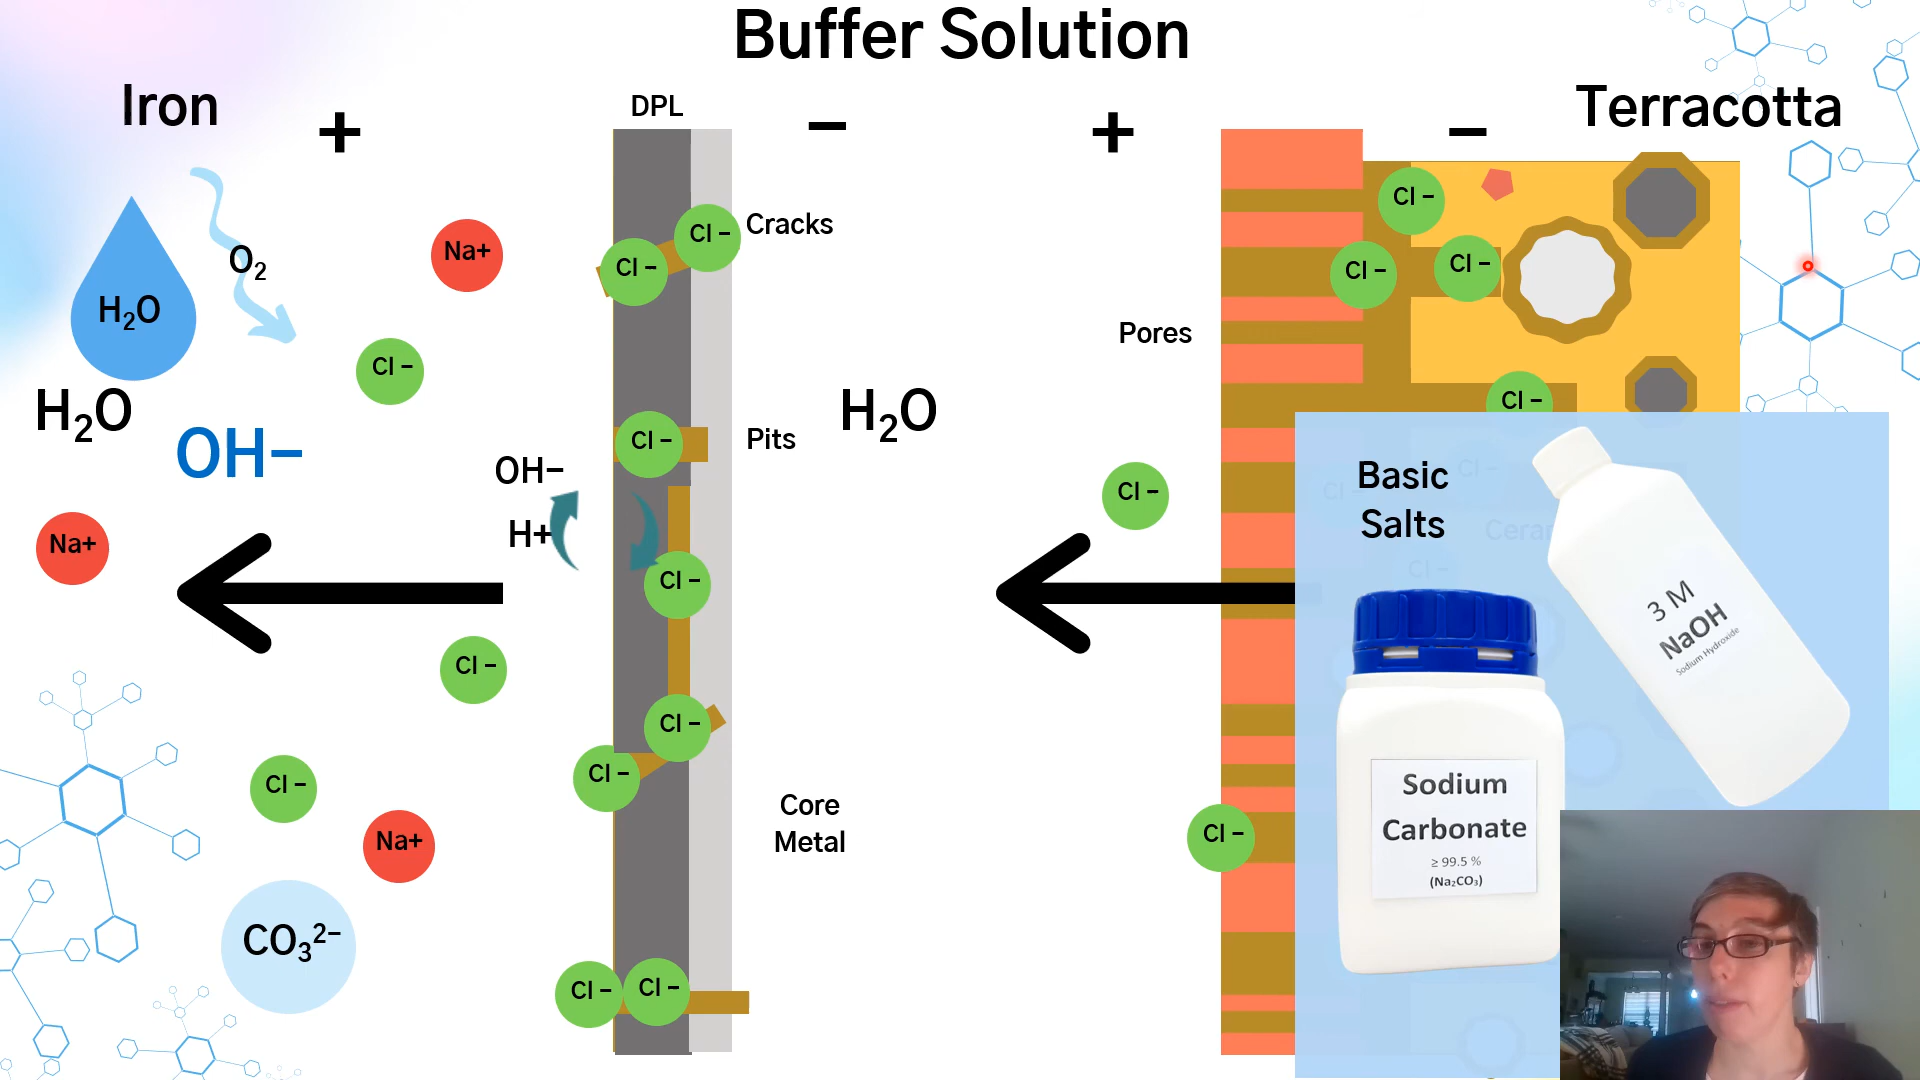 Buffer Solution
Iron
+
DPL
−
+
−
Terracotta
Cl −
Cl −
Cracks
Na+
Cl −
O₂
Cl −
Cl −
H₂O
Pores
Cl −
H₂O
H₂O
Cl −
OH−
Cl −
Pits
OH−
H+
Cl −
Basic
Salts
Na+
Cl −
3 M
NaOH
Sodium Hydroxide
Cl −
Cl −
Cl −
Cl −
Sodium
Carbonate
≥ 99.5 %
(Na₂CO₃)
Core
Metal
Cl −
Na+
CO₃²⁻
Cl −
Cl −